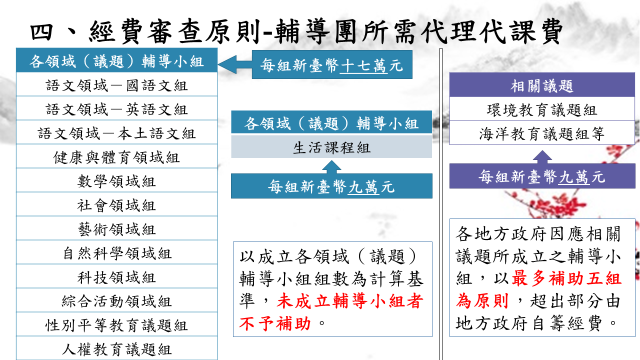 四、經費審查原則-輔導團所需代理代課費
各領域（議題）輔導小組
語文領域－國語文組
語文領域－英語文組
語文領域－本土語文組
健康與體育領域組
數學領域組
社會領域組
藝術領域組
自然科學領域組
科技領域組
綜合活動領域組
性別平等教育議題組
人權教育議題組
每組新臺幣十七萬元
各領域（議題）輔導小組
生活課程組
每組新臺幣九萬元
以成立各領域（議題）
輔導小組組數為計算基
準，未成立輔導小組者
不予補助。
相關議題
環境教育議題組
海洋教育議題組等
每組新臺幣九萬元
各地方政府因應相關
議題所成立之輔導小
組，以最多補助五組
為原則，超出部分由
地方政府自籌經費。